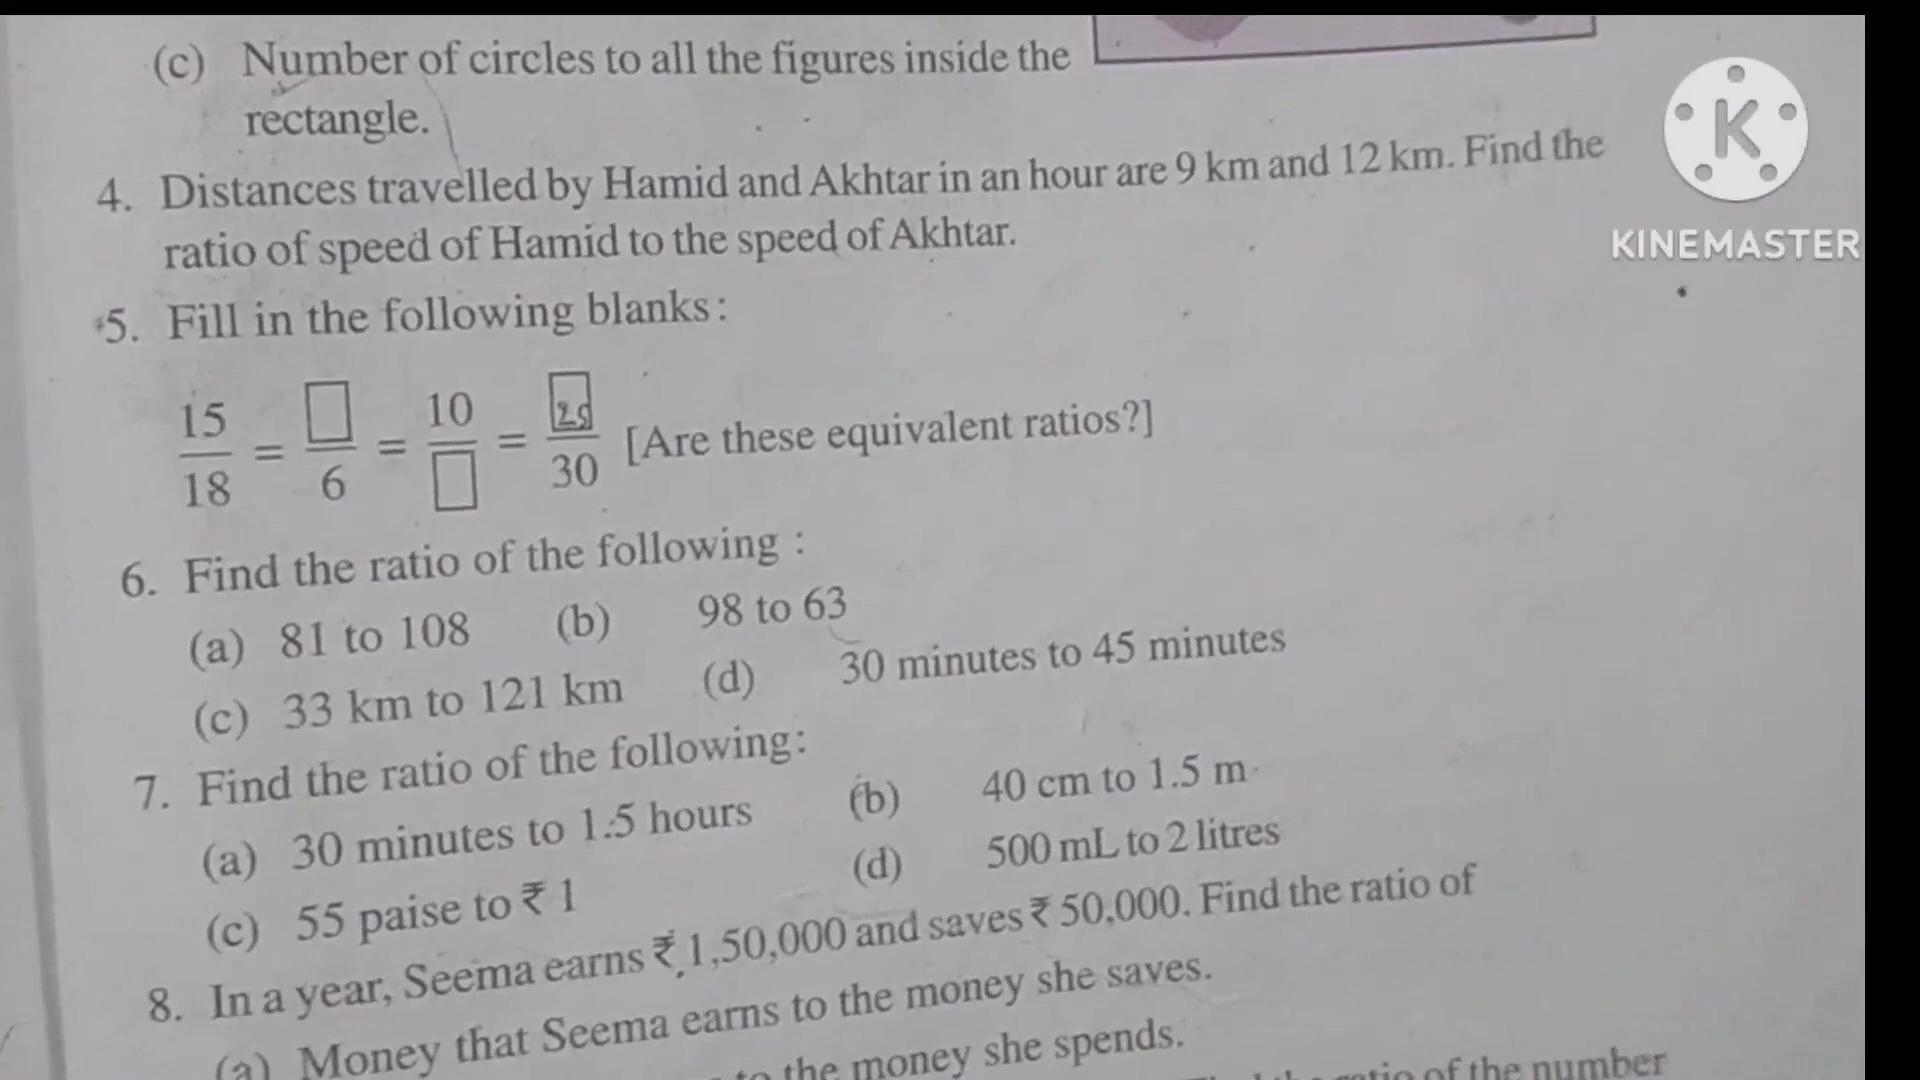 (c) Number of circles to all the figures inside the
rectangle.
K
KINEMASTER
4. Distances travelled by Hamid and Akhtar in an hour are 9 km and 12 km. Find the
ratio of speed of Hamid to the speed of Akhtar.
5. Fill in the following blanks:
15/18 = □/6 = 10/□ = 25/30 [Are these equivalent ratios?]
6. Find the ratio of the following :
(a) 81 to 108 (b) 98 to 63
(c) 33 km to 121 km (d) 30 minutes to 45 minutes
7. Find the ratio of the following:
(a) 30 minutes to 1.5 hours (b) 40 cm to 1.5 m
(c) 55 paise to ₹ 1 (d) 500 mL to 2 litres
8. In a year, Seema earns ₹ 1,50,000 and saves ₹ 50,000. Find the ratio of
(a) Money that Seema earns to the money she saves.
to the money she spends.
ratio of the number